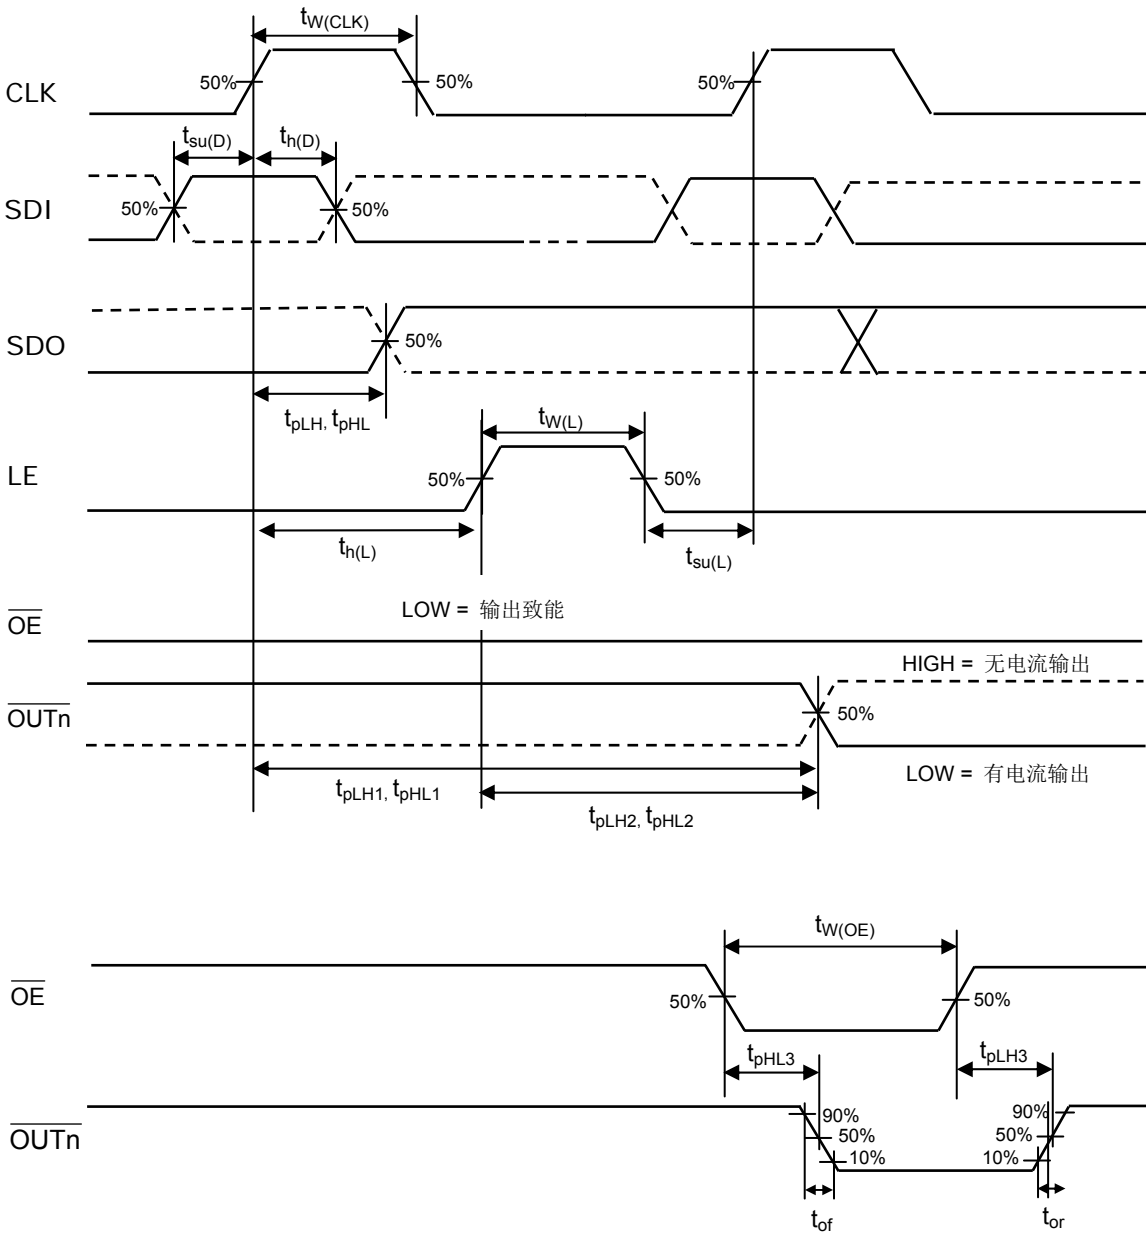 tW(CLK)
CLK
50%
50%
50%
tsu(D)
th(D)
SDI
50%
50%
SDO
50%
tpLH, tpHL
tW(L)
LE
50%
50%
th(L)
tsu(L)
OE
LOW = 输出致能
HIGH = 无电流输出
OUTn
50%
LOW = 有电流输出
tpLH1, tpHL1
tpLH2, tpHL2
tW(OE)
OE
50%
50%
tpHL3
tpLH3
OUTn
90%
50%
10%
90%
50%
10%
tof
tor